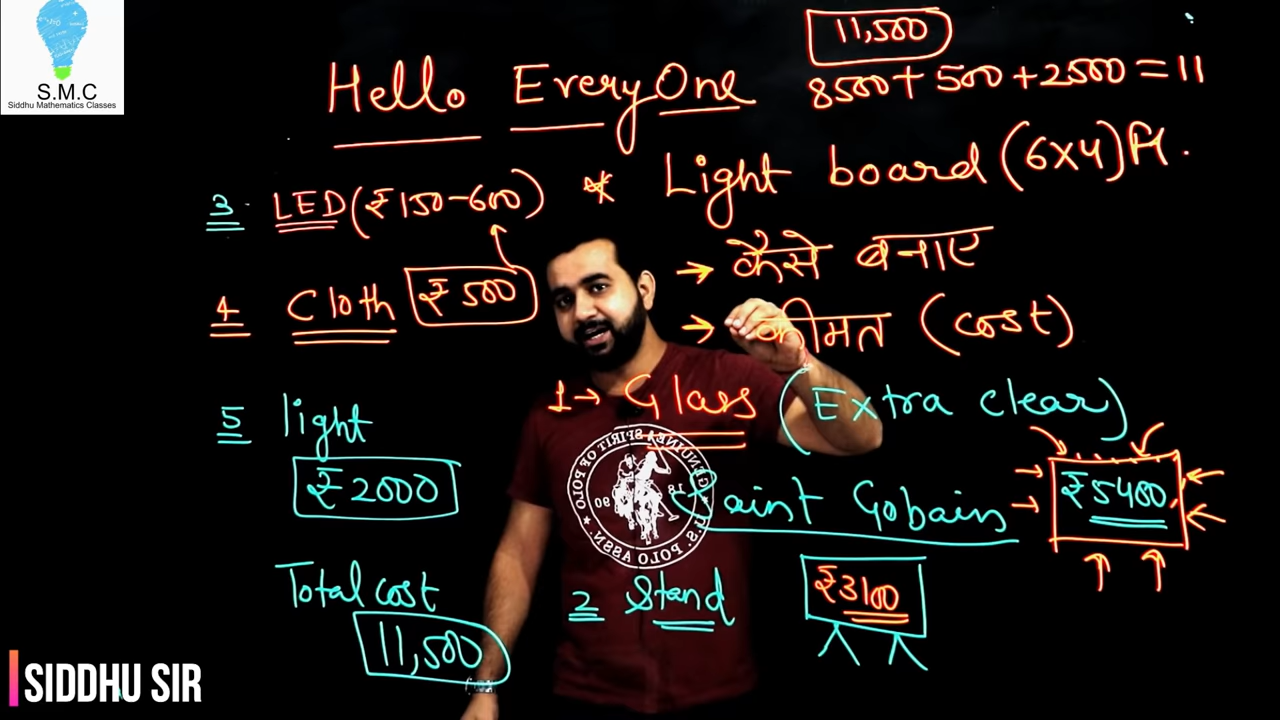 S.M.C
Siddhu Mathematics Classes
11,500
8500+500+2500=11
Hello EveryOne
* Light board (6x4)ft.
3. LED (₹150-600)
→ कैसे बनाए
4 Cloth ₹500
→ कीमत (cost)
1→ Glass (Extra clear)
5 light
₹2000
Saint Gobain
₹5400
Total cost
11,500
2 Stand
₹3100
SIDDHU SIR